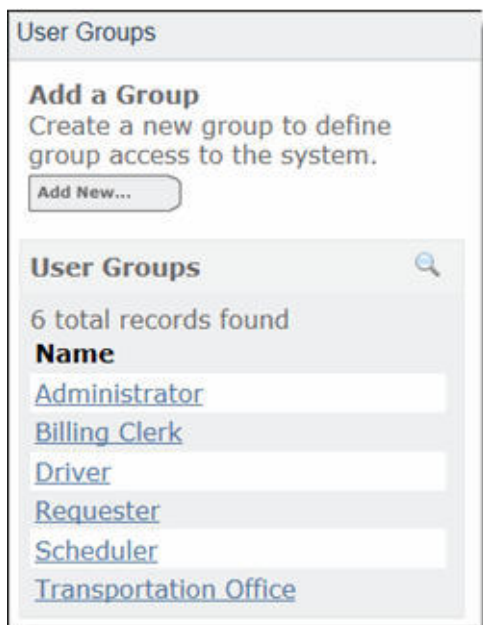 User Groups
Add a Group
Create a new group to define
group access to the system.
Add New...
User Groups
6 total records found
Name
Administrator
Billing Clerk
Driver
Requester
Scheduler
Transportation Office